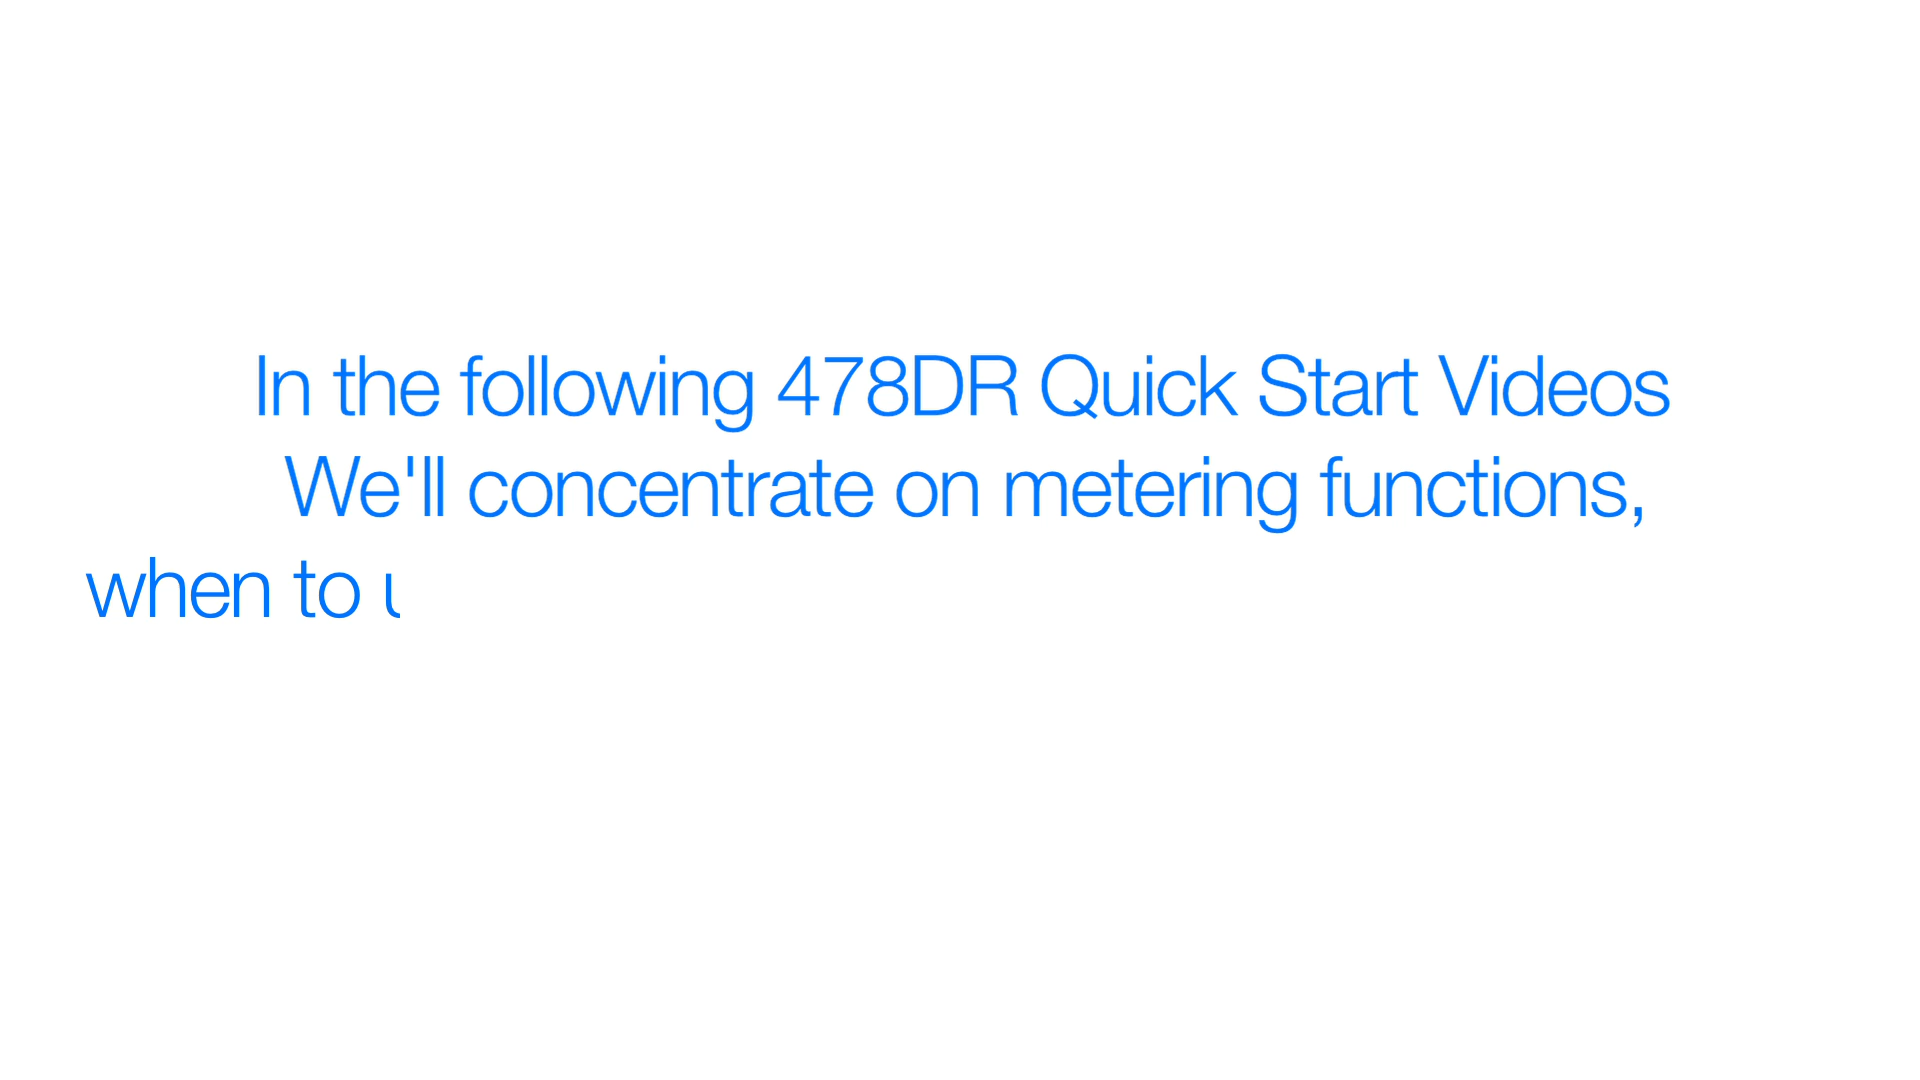 In the following 478DR Quick Start Videos
We'll concentrate on metering functions,
when to